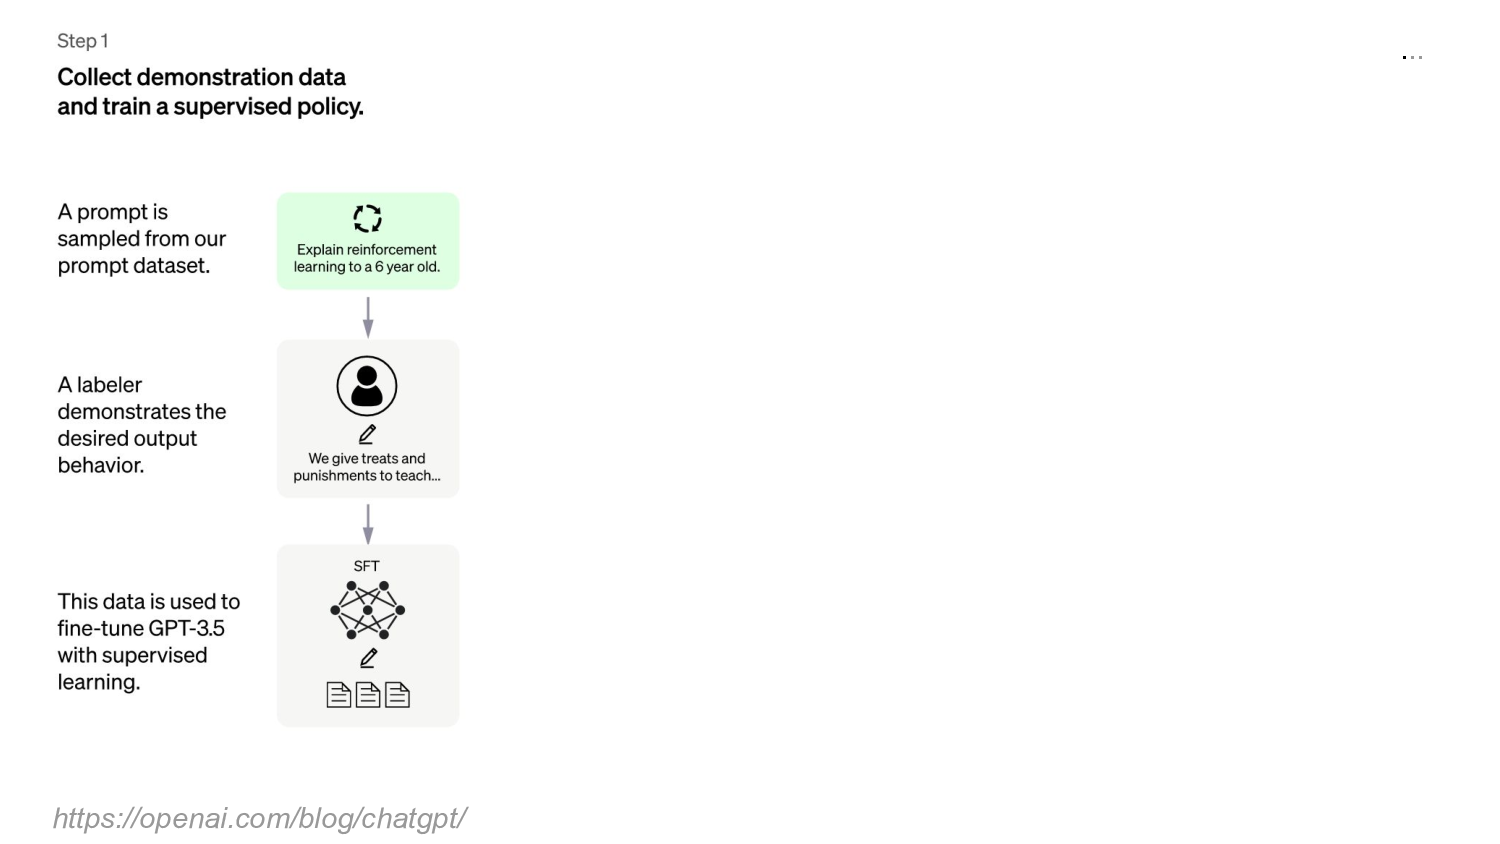 Step 1
Collect demonstration data
and train a supervised policy.
A prompt is
sampled from our
prompt dataset.
Explain reinforcement
learning to a 6 year old.
A labeler
demonstrates the
desired output
behavior.
We give treats and
punishments to teach...
This data is used to
fine-tune GPT-3.5
with supervised
learning.
SFT
https://openai.com/blog/chatgpt/